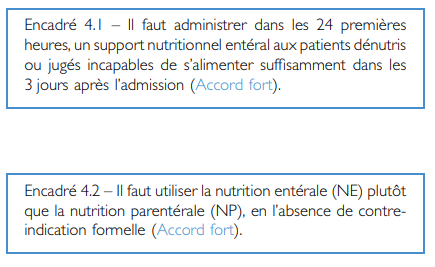 Encadré 4.1 – Il faut administrer dans les 24 premières
heures, un support nutritionnel entéral aux patients dénutris
ou jugés incapables de s’alimenter suffisamment dans les
3 jours après l’admission (Accord fort).
Encadré 4.2 – Il faut utiliser la nutrition entérale (NE) plutôt
que la nutrition parentérale (NP), en l’absence de contre-
indication formelle (Accord fort).